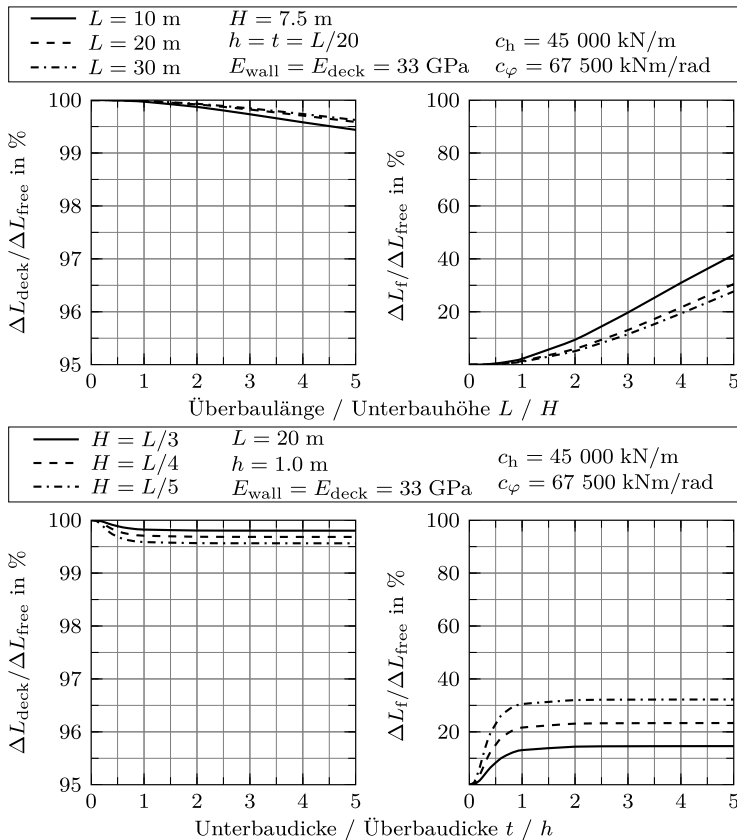 L = 10 m
L = 20 m
L = 30 m
H = 7.5 m
h = t = L/20
E_wall = E_deck = 33 GPa
c_h = 45 000 kN/m
c_φ = 67 500 kNm/rad
ΔL_deck/ΔL_free in %
100
99
98
97
96
95
0 1 2 3 4 5
ΔL_f/ΔL_free in %
100
80
60
40
20
0 1 2 3 4 5
Überbaulänge / Unterbauhöhe L / H
H = L/3
H = L/4
H = L/5
L = 20 m
h = 1.0 m
E_wall = E_deck = 33 GPa
c_h = 45 000 kN/m
c_φ = 67 500 kNm/rad
ΔL_deck/ΔL_free in %
100
99
98
97
96
95
0 1 2 3 4 5
ΔL_f/ΔL_free in %
100
80
60
40
20
0 1 2 3 4 5
Unterbaudicke / Überbaudicke t / h